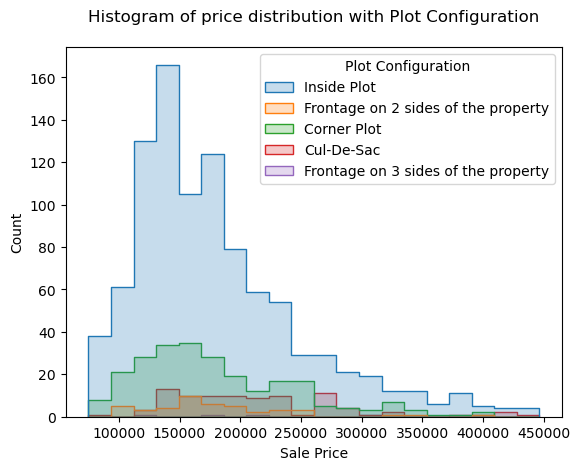 Histogram of price distribution with Plot Configuration
Plot Configuration
Inside Plot
Frontage on 2 sides of the property
Corner Plot
Cul-De-Sac
Frontage on 3 sides of the property
160
140
120
100
80
60
40
20
0
Count
100000 150000 200000 250000 300000 350000 400000 450000
Sale Price